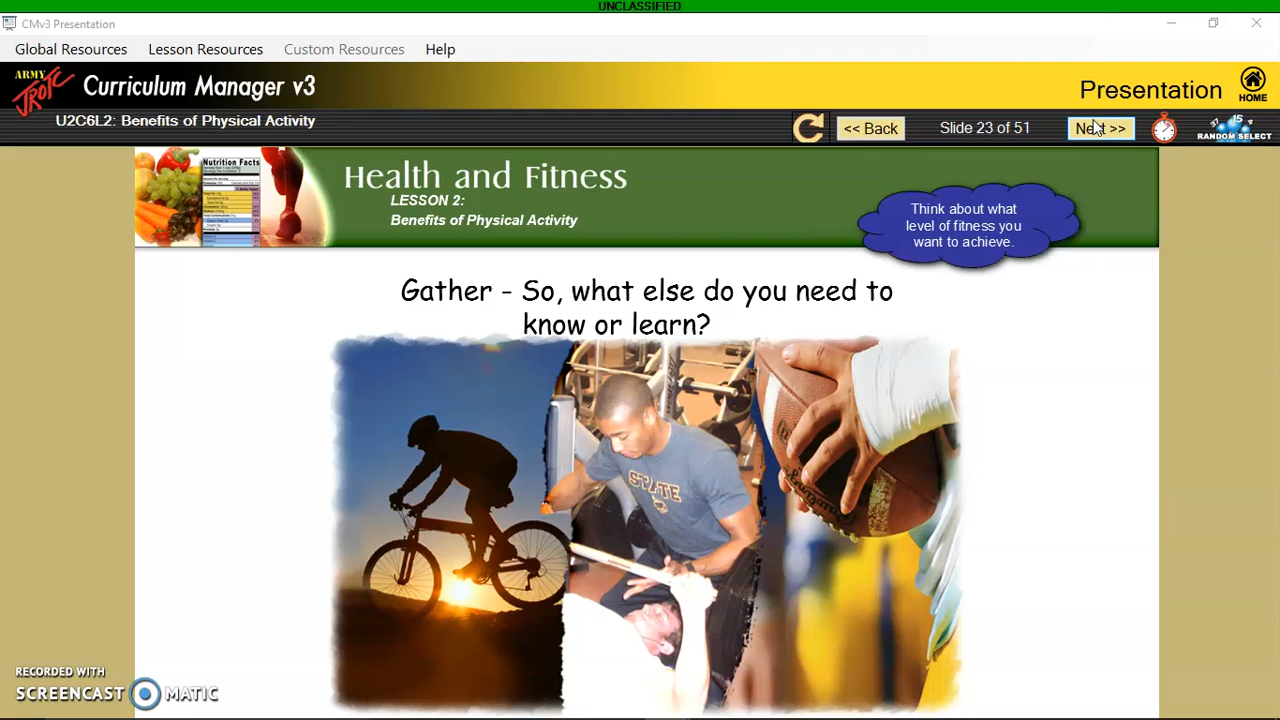 UNCLASSIFIED
CMv3 Presentation
Global Resources Lesson Resources Custom Resources Help
ARMY JROTC Curriculum Manager v3 Presentation HOME
U2C6L2: Benefits of Physical Activity << Back Slide 23 of 51 Next >> 37 15 4 RANDOM SELECT
Nutrition Facts
Health and Fitness
LESSON 2:
Benefits of Physical Activity
Think about what
level of fitness you
want to achieve.
Gather - So, what else do you need to
know or learn?
STATE
RECORDED WITH
SCREENCAST MATIC